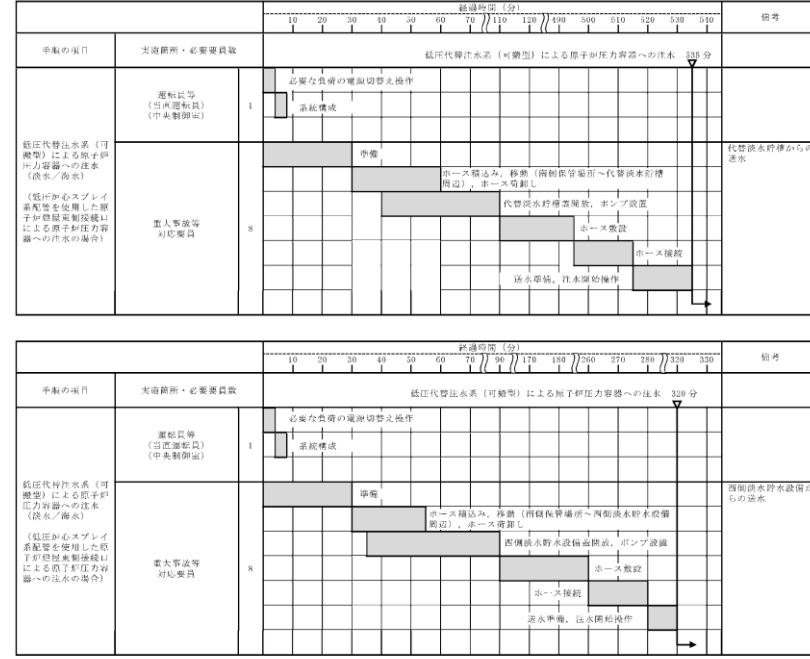 経過時間（分）
備考
10 20 30 40 50 60 70 110 120 490 500 510 520 530 540
手順の項目
実施箇所・必要要員数
低圧代替注水系（可搬型）による原子炉圧力容器への注水 535 分
低圧代替注水系（可搬型）による原子炉圧力容器への注水（淡水／海水）
（低圧炉心スプレイ系配管を使用した原子炉建屋東側接続口による原子炉圧力容器への注水の場合）
運転員等
（当直運転員）
（中央制御室）
1
必要な負荷の電源切替え操作
系統構成
重大事故等
対応要員
8
準備
ホース積込み，移動（南側保管場所～代替淡水貯槽
周辺），ホース荷卸し
代替淡水貯槽蓋開放，ポンプ設置
ホース敷設
ホース接続
送水準備，注水開始操作
代替淡水貯槽からの
送水
経過時間（分）
備考
10 20 30 40 50 60 70 90 170 180 260 270 280 320 330
手順の項目
実施箇所・必要要員数
低圧代替注水系（可搬型）による原子炉圧力容器への注水 320 分
低圧代替注水系（可搬型）による原子炉圧力容器への注水（淡水／海水）
（低圧炉心スプレイ系配管を使用した原子炉建屋東側接続口による原子炉圧力容器への注水の場合）
運転員等
（当直運転員）
（中央制御室）
1
必要な負荷の電源切替え操作
系統構成
重大事故等
対応要員
8
準備
ホース積込み，移動（南側保管場所～西側淡水貯水設備
周辺），ホース荷卸し
西側淡水貯水設備蓋開放，ポンプ設置
ホース敷設
ホース接続
送水準備，注水開始操作
西側淡水貯水設備か
らの送水